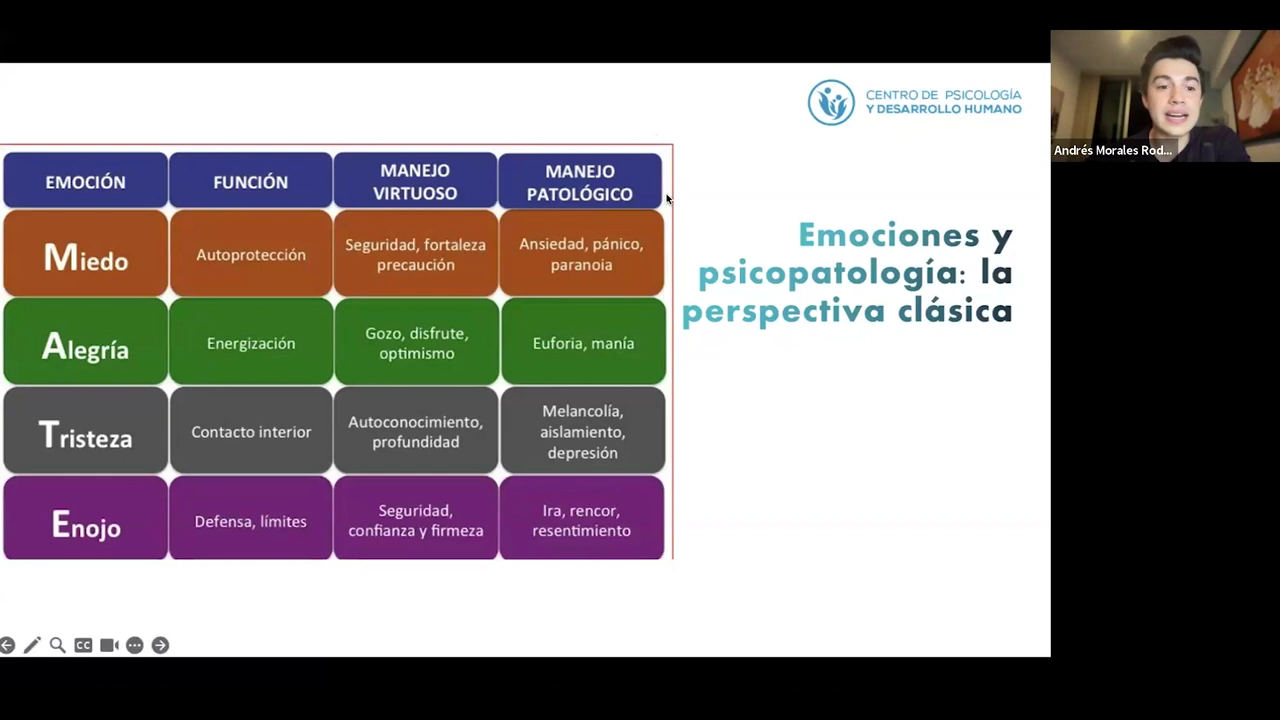 CENTRO DE PSICOLOGÍA
Y DESARROLLO HUMANO
Andrés Morales Rod...
EMOCIÓN
FUNCIÓN
MANEJO
VIRTUOSO
MANEJO
PATOLÓGICO
Miedo
Autoprotección
Seguridad, fortaleza
precaución
Ansiedad, pánico,
paranoia
Alegría
Energización
Gozo, disfrute,
optimismo
Euforia, manía
Tristeza
Contacto interior
Autoconocimiento,
profundidad
Melancolía,
aislamiento,
depresión
Enojo
Defensa, límites
Seguridad,
confianza y firmeza
Ira, rencor,
resentimiento
Emociones y
psicopatología: la
perspectiva clásica
CC